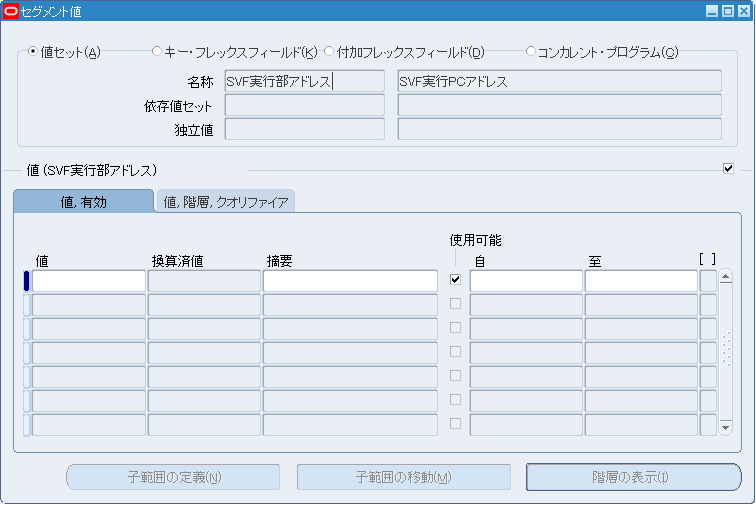 セグメント値
値セット(A) キー・フレックスフィールド(K) 付加フレックスフィールド(D) コンカレント・プログラム(C)
名称 SVF実行部アドレス SVF実行PCアドレス
依存値セット
独立値
値 (SVF実行部アドレス)
値, 有効 値, 階層, クオリファイア
使用可能
値 換算済値 摘要 自 至 [ ]
子範囲の定義(N) 子範囲の移動(M) 階層の表示(I)